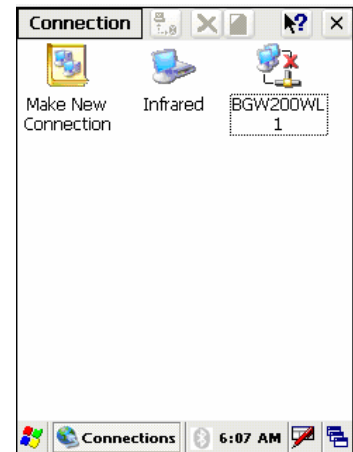 Connection
Make New
Connection
Infrared
BGW200WL
1
Connections
6:07 AM